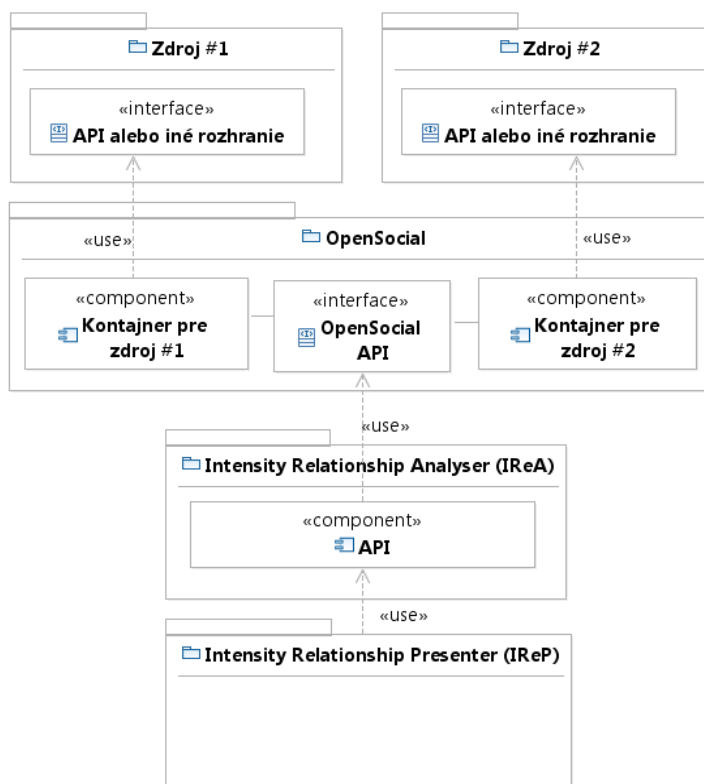 Zdroj #1
«interface»
API alebo iné rozhranie
Zdroj #2
«interface»
API alebo iné rozhranie
«use»
«use»
OpenSocial
«component»
Kontajner pre
zdroj #1
«interface»
OpenSocial
API
«component»
Kontajner pre
zdroj #2
«use»
Intensity Relationship Analyser (IReA)
«component»
API
«use»
Intensity Relationship Presenter (IReP)